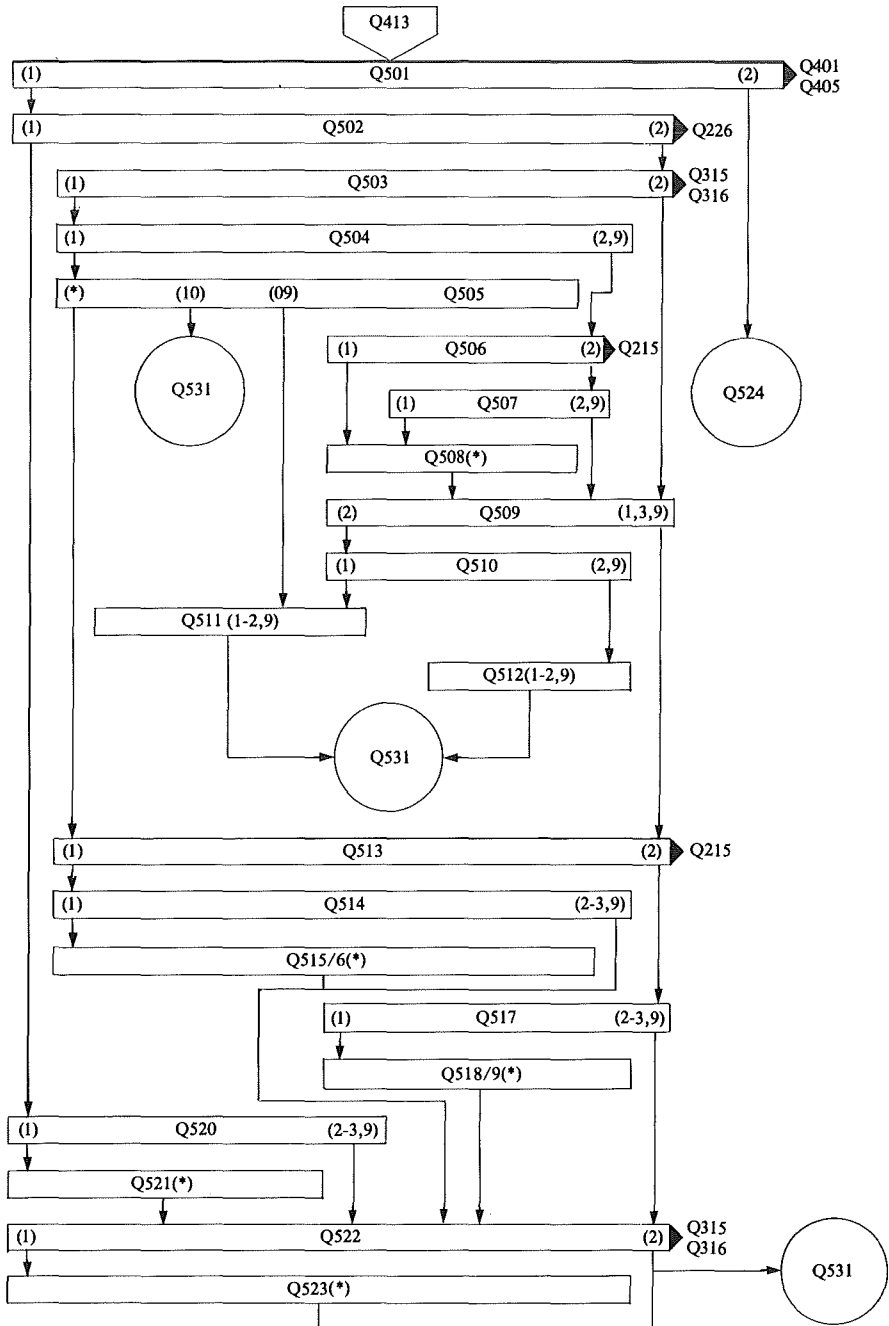 Q413
(1) Q501 (2) Q401
Q405
(1) Q502 (2) Q226
(1) Q503 (2) Q315
Q316
(1) Q504 (2,9)
(*) (10) (09) Q505
(1) Q506 (2) Q215
Q531
Q524
(1) Q507 (2,9)
Q508(*)
(2) Q509 (1,3,9)
(1) Q510 (2,9)
Q511 (1-2,9)
Q512(1-2,9)
Q531
(1) Q513 (2) Q215
(1) Q514 (2-3,9)
Q515/6(*)
(1) Q517 (2-3,9)
Q518/9(*)
(1) Q520 (2-3,9)
Q521(*)
(1) Q522 (2) Q315
Q316
Q531
Q523(*)